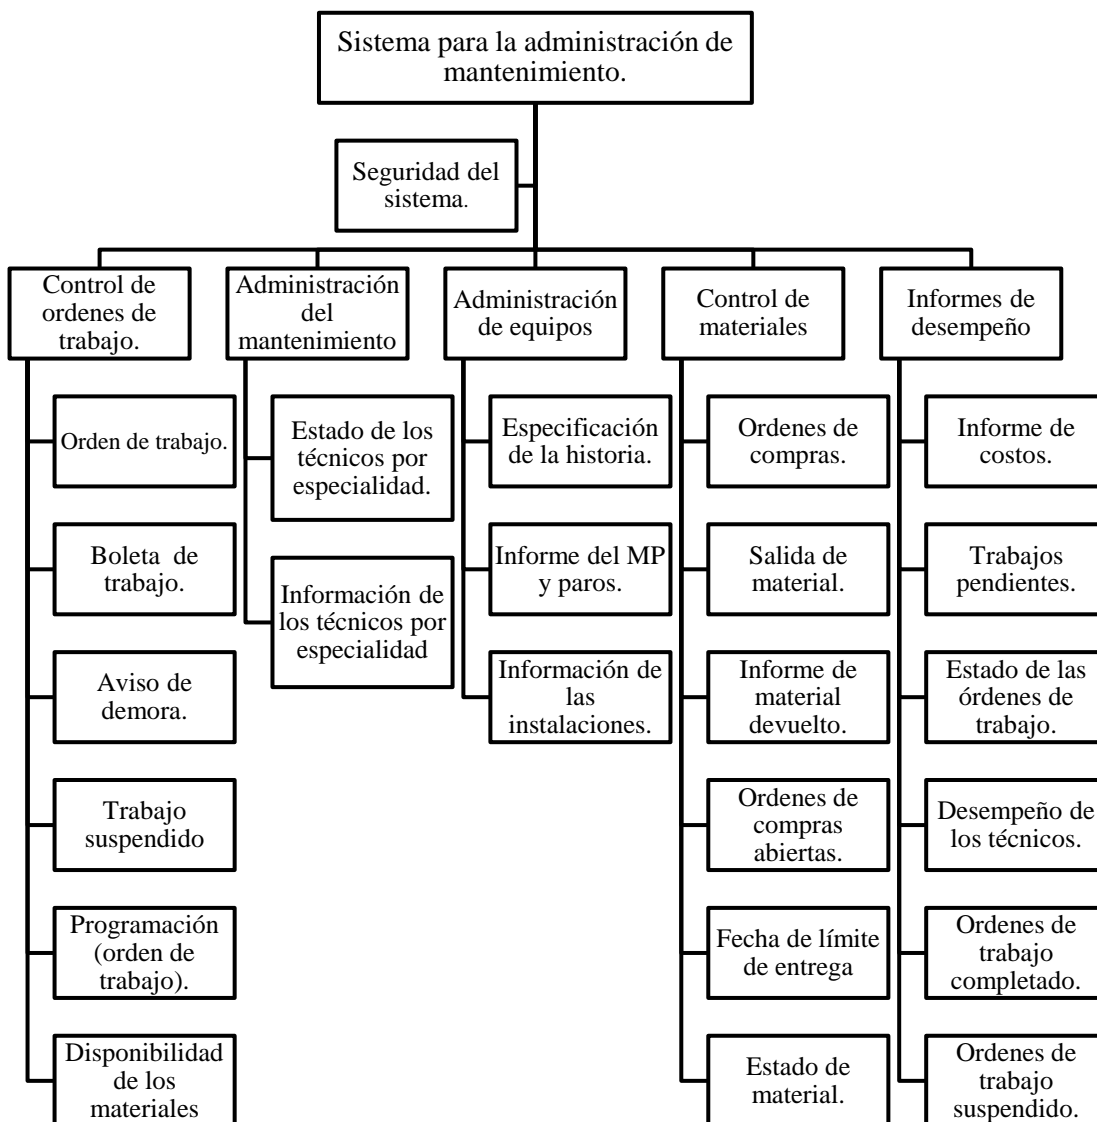 Sistema para la administración de
mantenimiento.
Seguridad del
sistema.
Control de
ordenes de
trabajo.
Orden de trabajo.
Boleta de
trabajo.
Aviso de
demora.
Trabajo
suspendido
Programación
(orden de
trabajo).
Disponibilidad
de los
materiales
Administración
del
mantenimiento
Estado de los
técnicos por
especialidad.
Información de
los técnicos por
especialidad
Administración
de equipos
Especificación
de la historia.
Informe del MP
y paros.
Información de
las
instalaciones.
Control de
materiales
Ordenes de
compras.
Salida de
material.
Informe de
material
devuelto.
Ordenes de
compras
abiertas.
Fecha de límite
de entrega
Estado de
material.
Informes de
desempeño
Informe de
costos.
Trabajos
pendientes.
Estado de las
órdenes de
trabajo.
Desempeño de
los técnicos.
Ordenes de
trabajo
completado.
Ordenes de
trabajo
suspendido.